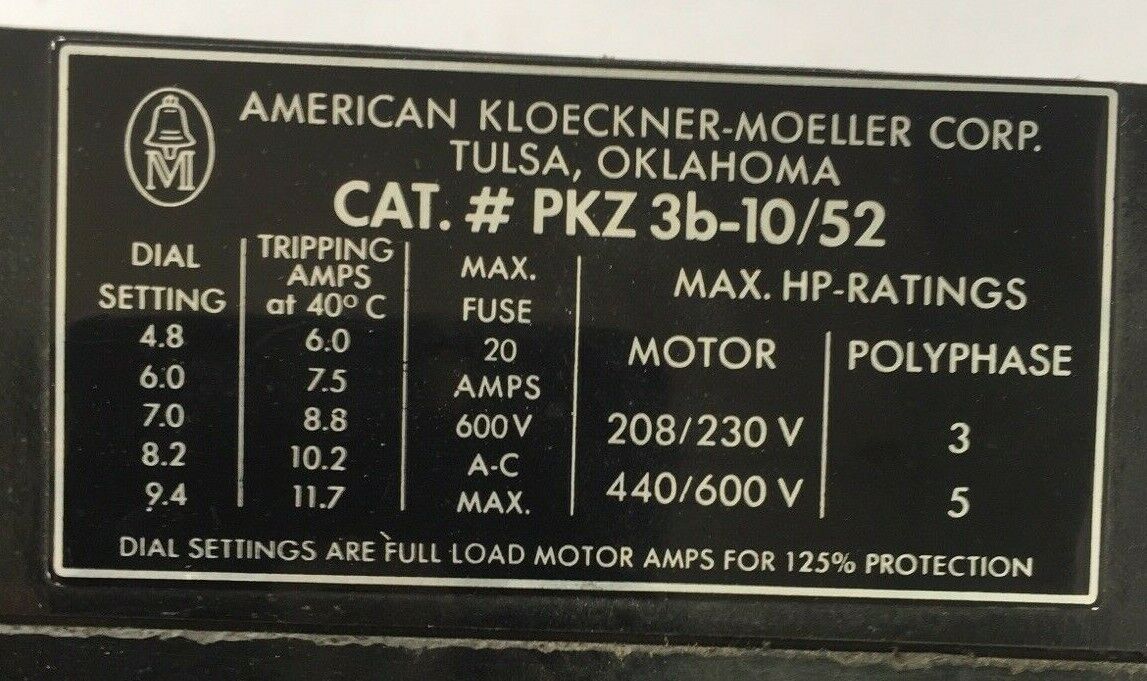 AMERICAN KLOECKNER-MOELLER CORP.
TULSA, OKLAHOMA
CAT. # PKZ 3b-10/52
M
DIAL
SETTING
4.8
6.0
7.0
8.2
9.4
TRIPPING
AMPS
at 40° C
6.0
7.5
8.8
10.2
11.7
MAX.
FUSE
20
AMPS
600V
A-C
MAX.
MAX. HP-RATINGS
MOTOR POLYPHASE
208/230 V 3
440/600 V 5
DIAL SETTINGS ARE FULL LOAD MOTOR AMPS FOR 125% PROTECTION